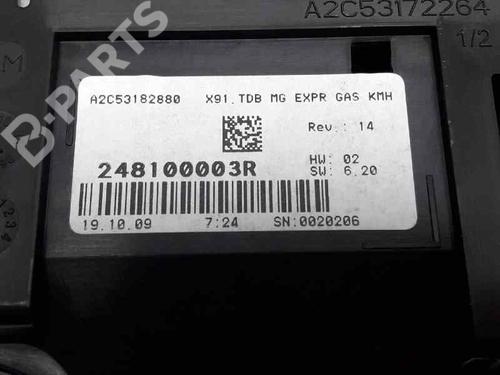 B-PARTS
A2C53172264
1/2
M
A2C53182880 X91.TDB MG EXPR GAS KMH
Rev.: 14
248100003R
HW: 02
SW: 6.20
19.10.09 7:24 SN:0020206
1234